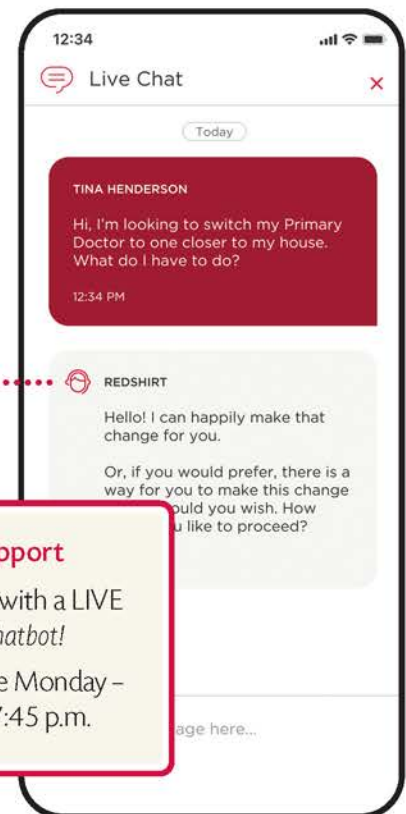 12:34
Live Chat
Today
TINA HENDERSON
Hi, I'm looking to switch my Primary
Doctor to one closer to my house.
What do I have to do?
12:34 PM
REDSHIRT
Hello! I can happily make that
change for you.
Or, if you would prefer, there is a
way for you to make this change
ould you wish. How
u like to proceed?
pport
with a LIVE
hatbot!
e Monday –
7:45 p.m.
age here...